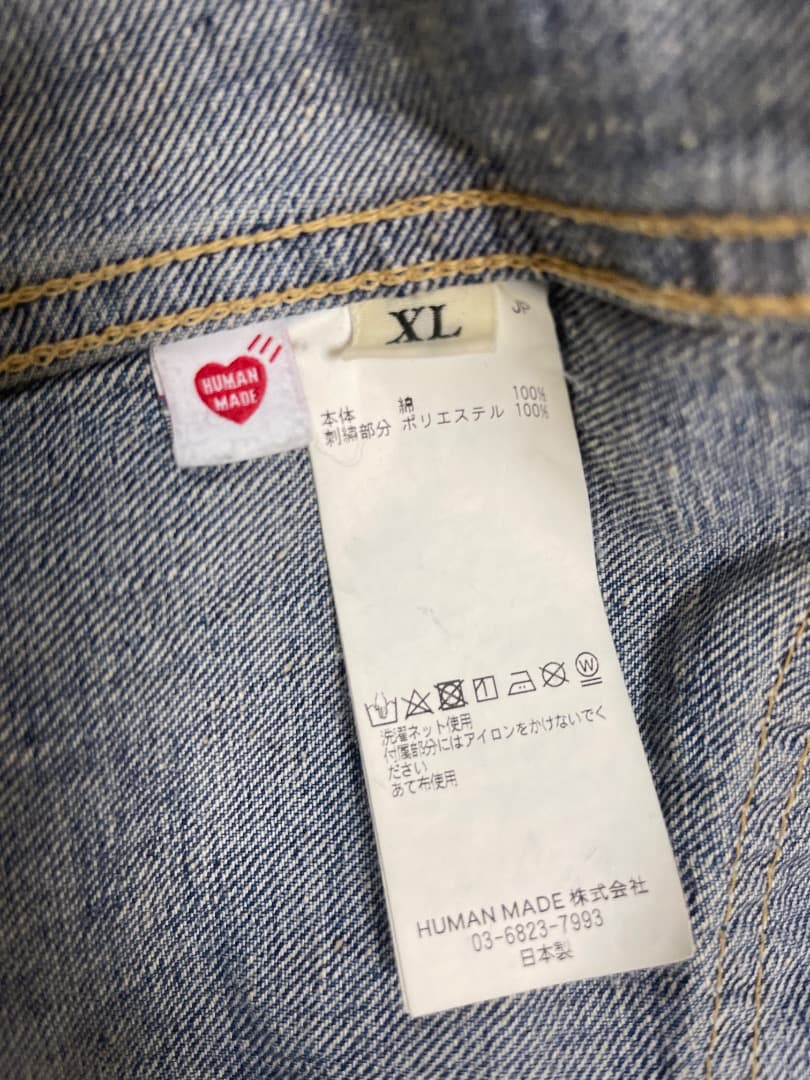 HUMAN
MADE
XL
JP
本体 綿 100%
刺繍部分 ポリエステル 100%
W
洗濯ネット使用
付属部分にはアイロンをかけないでく
ださい
あて布使用
HUMAN MADE 株式会社
03-6823-7993
日本製